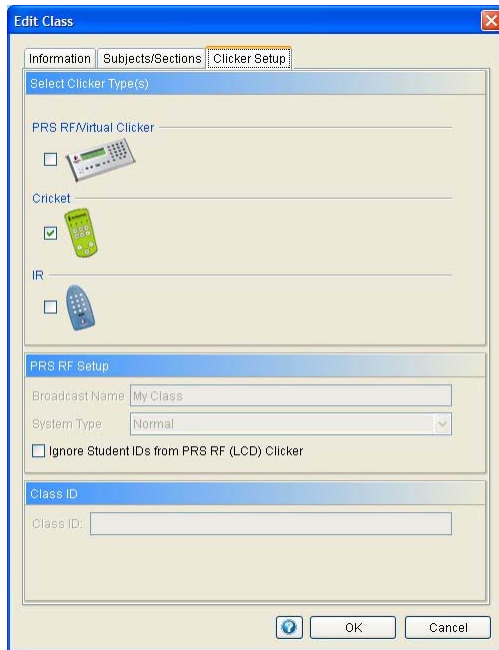 Edit Class
Information Subjects/Sections Clicker Setup
Select Clicker Type(s)
PRS RF/Virtual Clicker
Cricket
IR
PRS RF Setup
Broadcast Name My Class
System Type Normal
Ignore Student IDs from PRS RF (LCD) Clicker
Class ID
Class ID:
? OK Cancel